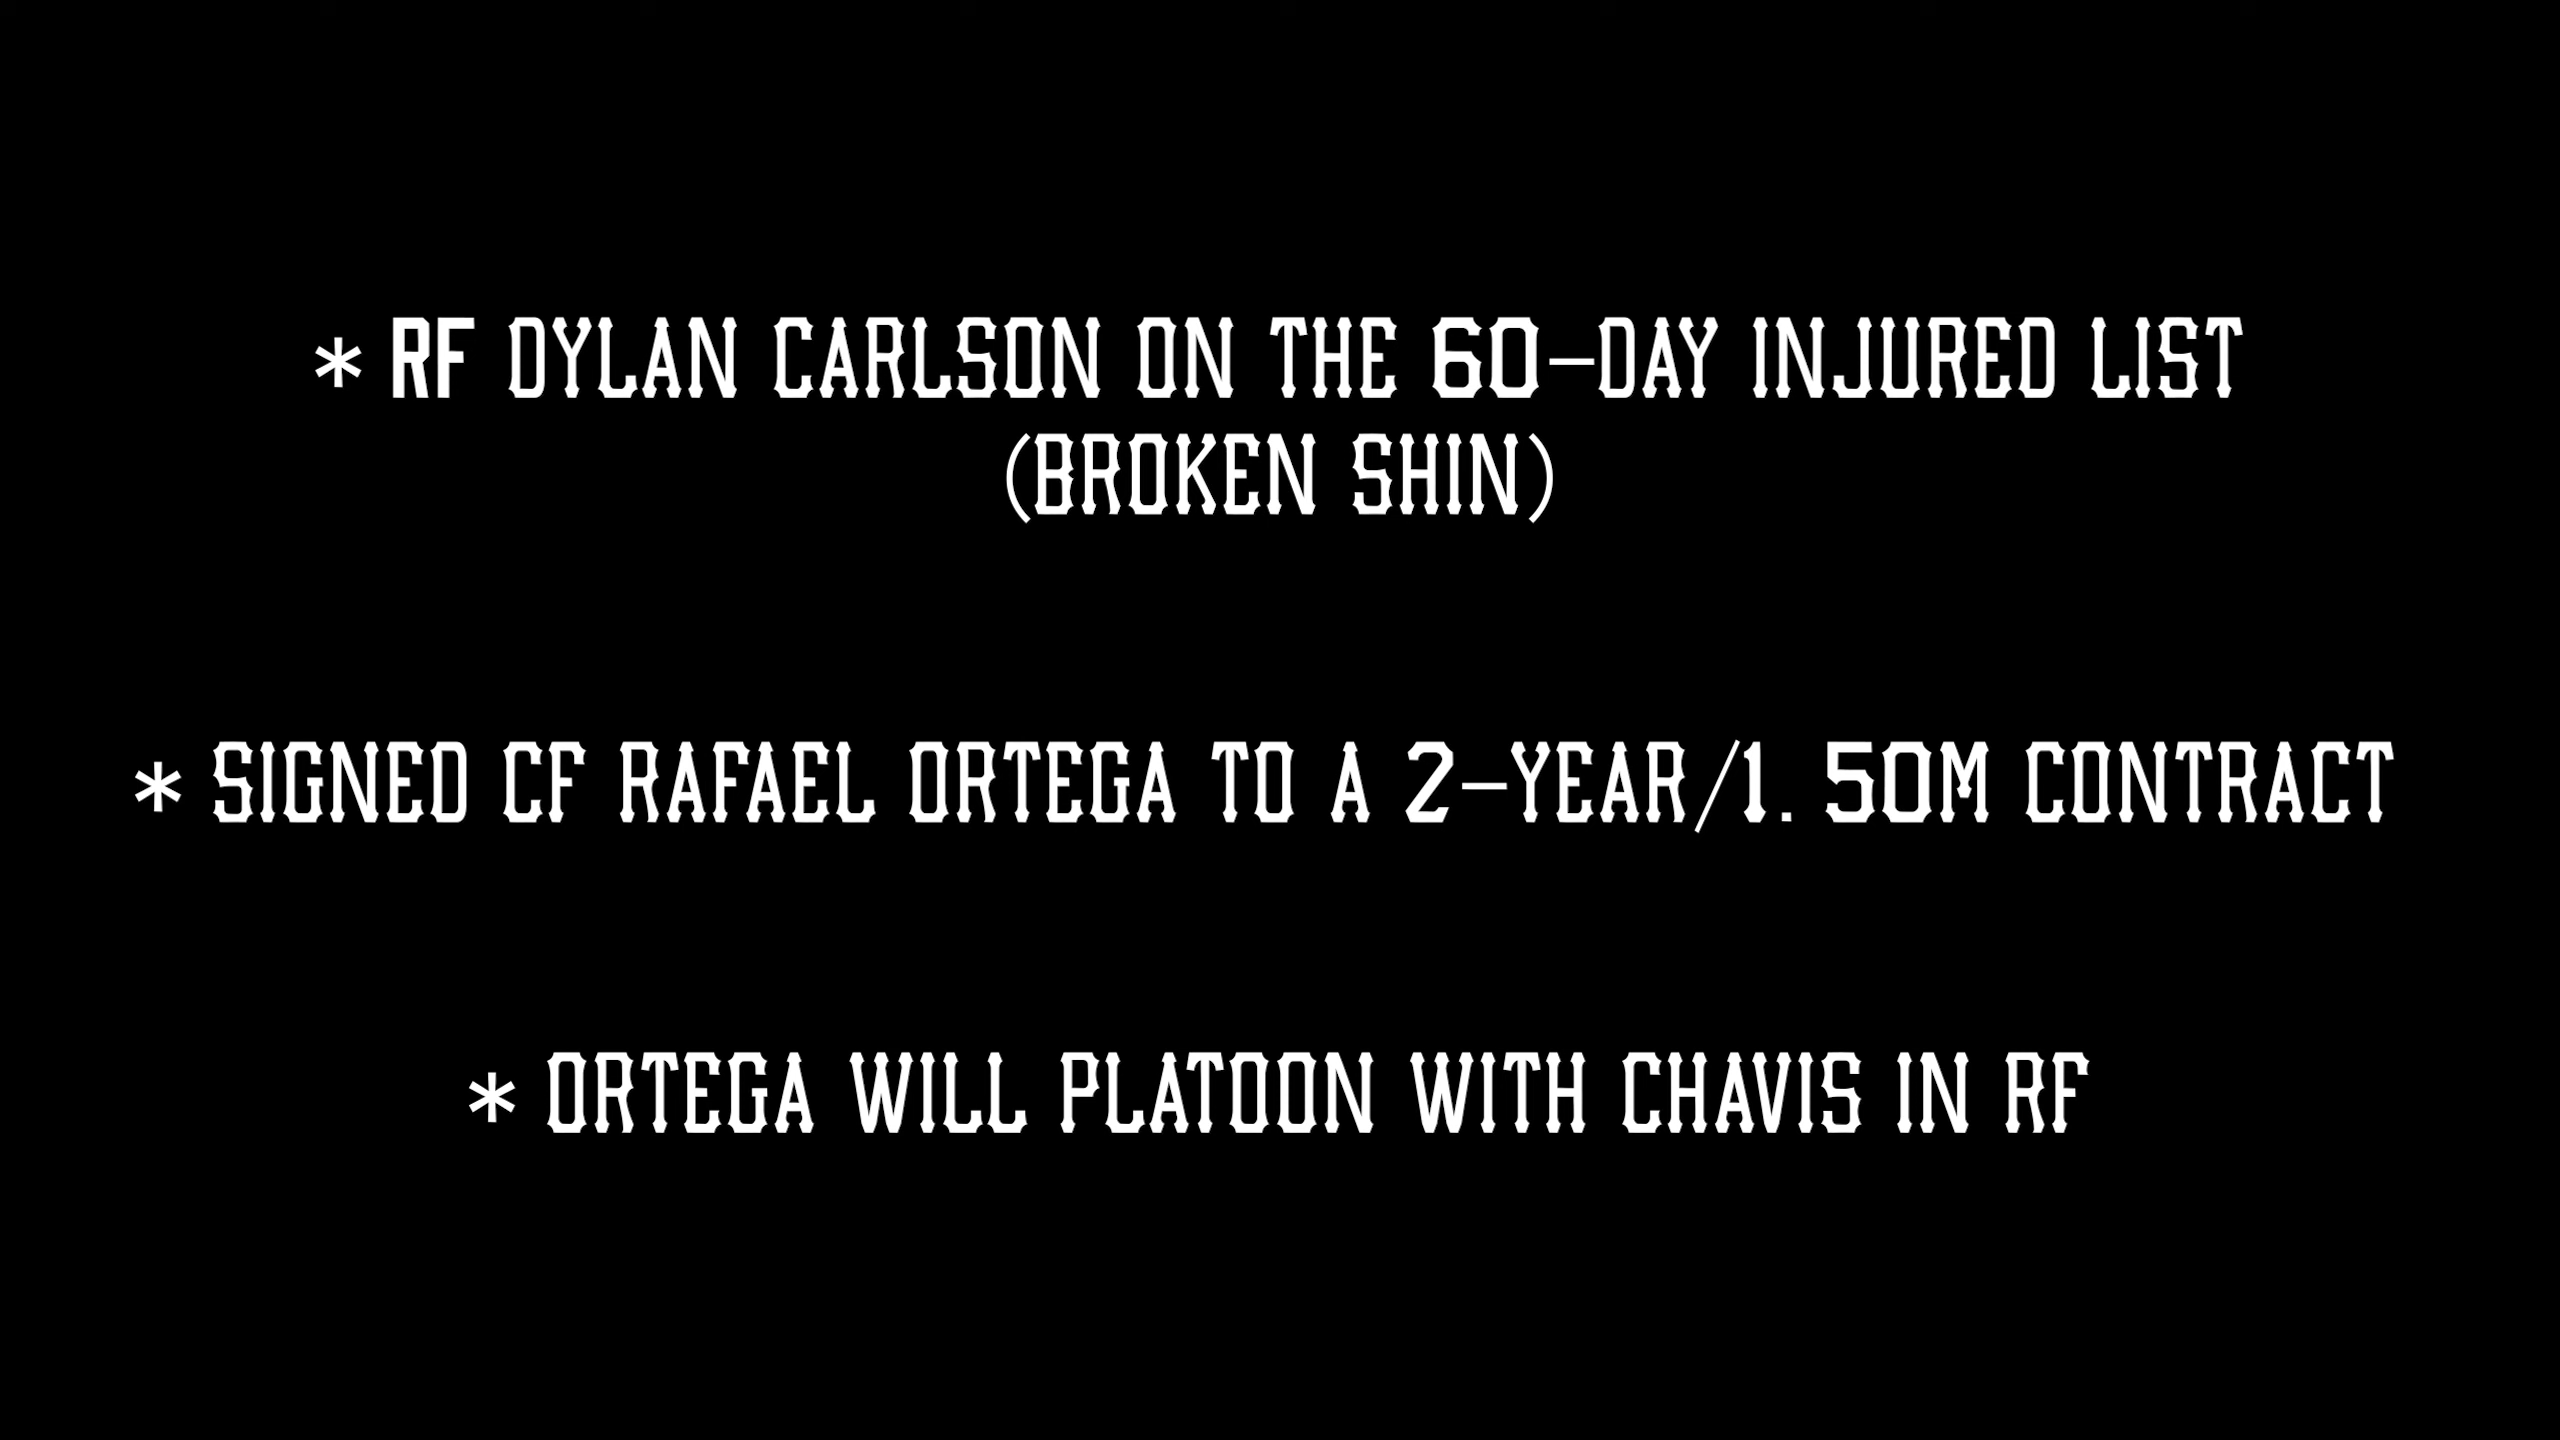 * RF DYLAN CARLSON ON THE 60-DAY INJURED LIST
(BROKEN SHIN)
* SIGNED CF RAFAEL ORTEGA TO A 2-YEAR/1.50M CONTRACT
* ORTEGA WILL PLATOON WITH CHAVIS IN RF